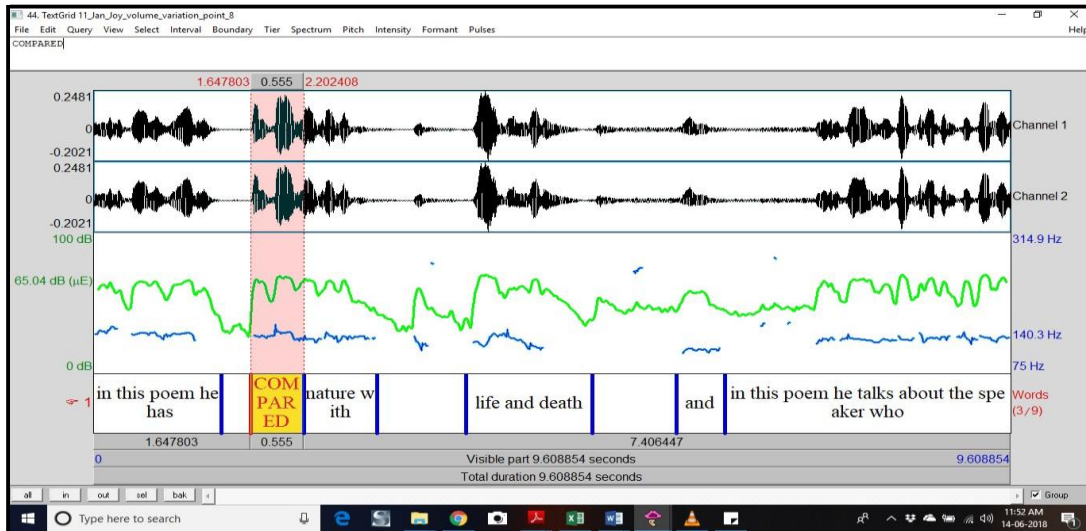 44. TextGrid 11_Jan_Joy_volume_variation_point_8
File Edit Query View Select Interval Boundary Tier Spectrum Pitch Intensity Formant Pulses Help
COMPARED
1.647803 0.555 2.202408
0.2481
0
-0.2021
Channel 1
0.2481
0
-0.2021
Channel 2
100 dB
314.9 Hz
65.04 dB (µE)
140.3 Hz
0 dB
75 Hz
1
in this poem he
has
COM
PAR
ED
nature w
ith
life and death
and
in this poem he talks about the spe
aker who
Words
(3/9)
1.647803 0.555 7.406447
0 Visible part 9.608854 seconds 9.608854
Total duration 9.608854 seconds
all in out sel bak Group
Type here to search
11:52 AM
14-06-2018